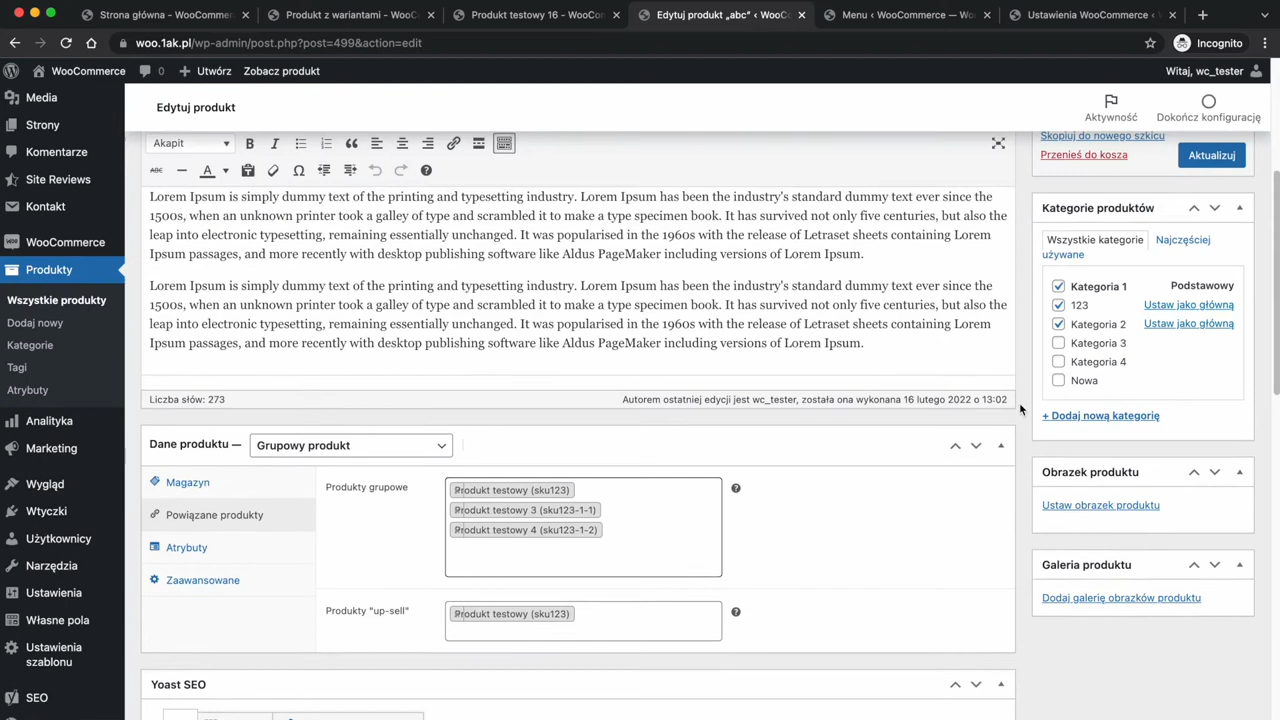 Strona główna - WooCommer
Produkt z wariantami - WooC
Produkt testowy 16 - WooCom
Edytuj produkt „abc" ‹ WooC
Menu ‹ WooCommerce — Wo
Ustawienia WooCommerce ‹ W
woo.1ak.pl/wp-admin/post.php?post=499&action=edit
Incognito
WooCommerce
0
Utwórz
Zobacz produkt
Witaj, wc_tester
Media
Strony
Komentarze
Site Reviews
Kontakt
WooCommerce
Produkty
Wszystkie produkty
Dodaj nowy
Kategorie
Tagi
Atrybuty
Analityka
Marketing
Wygląd
Wtyczki
Użytkownicy
Narzędzia
Ustawienia
Własne pola
Ustawienia
szablonu
SEO
Edytuj produkt
Aktywność
Dokończ konfigurację
Akapit
B
I
ABC
A
Lorem Ipsum is simply dummy text of the printing and typesetting industry. Lorem Ipsum has been the industry's standard dummy text ever since the
1500s, when an unknown printer took a galley of type and scrambled it to make a type specimen book. It has survived not only five centuries, but also the
leap into electronic typesetting, remaining essentially unchanged. It was popularised in the 1960s with the release of Letraset sheets containing Lorem
Ipsum passages, and more recently with desktop publishing software like Aldus PageMaker including versions of Lorem Ipsum.
Lorem Ipsum is simply dummy text of the printing and typesetting industry. Lorem Ipsum has been the industry's standard dummy text ever since the
1500s, when an unknown printer took a galley of type and scrambled it to make a type specimen book. It has survived not only five centuries, but also the
leap into electronic typesetting, remaining essentially unchanged. It was popularised in the 1960s with the release of Letraset sheets containing Lorem
Ipsum passages, and more recently with desktop publishing software like Aldus PageMaker including versions of Lorem Ipsum.
Liczba słów: 273
Autorem ostatniej edycji jest wc_tester, została ona wykonana 16 lutego 2022 o 13:02
Dane produktu —
Grupowy produkt
Magazyn
Powiązane produkty
Atrybuty
Zaawansowane
Produkty grupowe
Produkt testowy (sku123)
Produkt testowy 3 (sku123-1-1)
Produkt testowy 4 (sku123-1-2)
Produkty "up-sell"
Produkt testowy (sku123)
Yoast SEO
Skopiuj do nowego szkicu
Przenieś do kosza
Aktualizuj
Kategorie produktów
Wszystkie kategorie
Najczęściej
używane
Kategoria 1
Podstawowy
123
Ustaw jako główną
Kategoria 2
Ustaw jako główną
Kategoria 3
Kategoria 4
Nowa
+ Dodaj nową kategorię
Obrazek produktu
Ustaw obrazek produktu
Galeria produktu
Dodaj galerię obrazków produktu